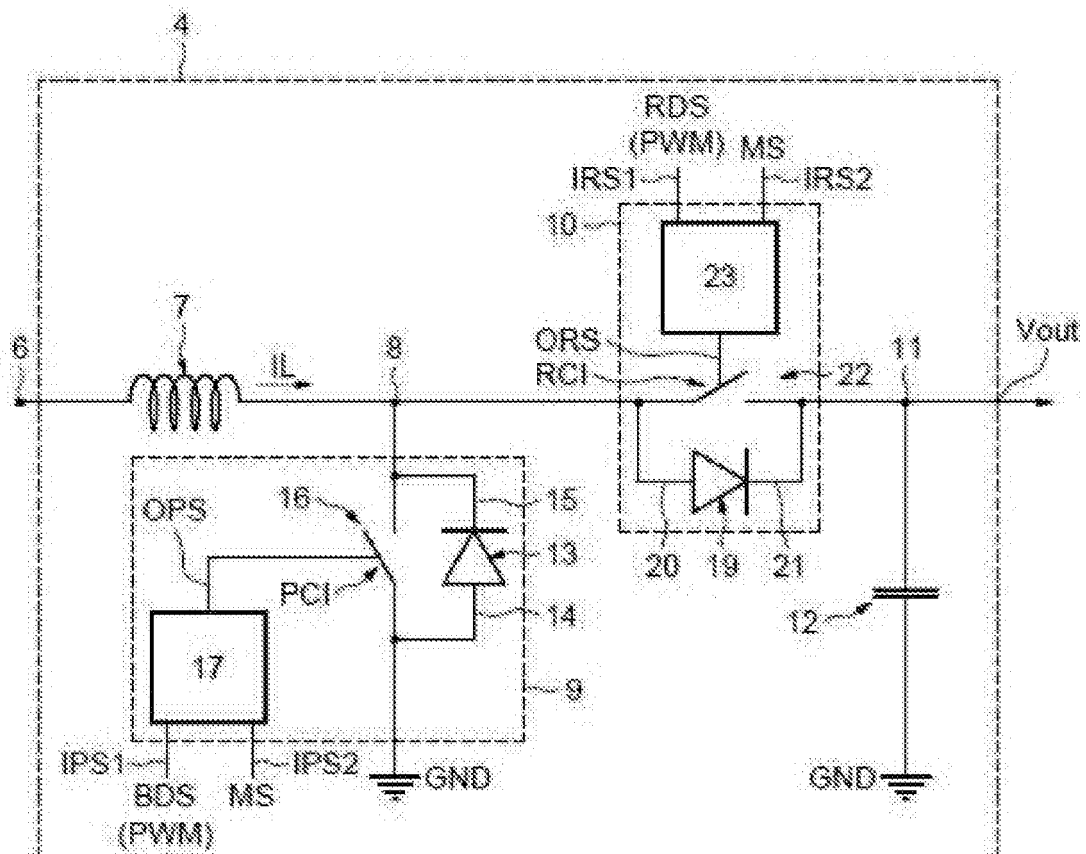 4
RDS
(PWM)
MS
IRS1
IRS2
10
23
7
6
IL
8
ORS
RCI
22
11
Vout
16
15
OPS
13
20
19
21
PCI
14
12
17
9
IPS1
IPS2
GND
GND
BDS
MS
(PWM)